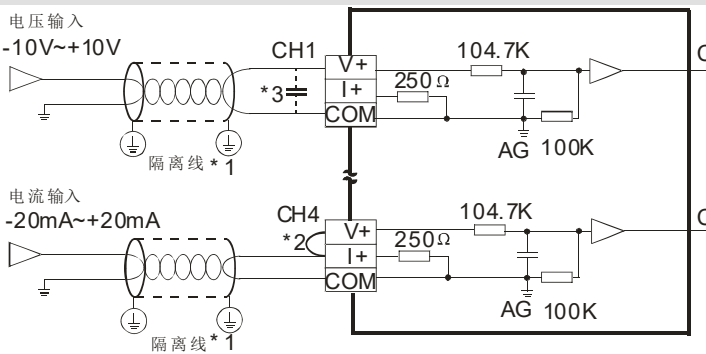 电压输入
-10V~+10V
CH1
V+
104.7K
*3
I+
250Ω
COM
AG
100K
隔离线*1
电流输入
-20mA~+20mA
CH4
V+
104.7K
*2
I+
250Ω
COM
AG
100K
隔离线*1